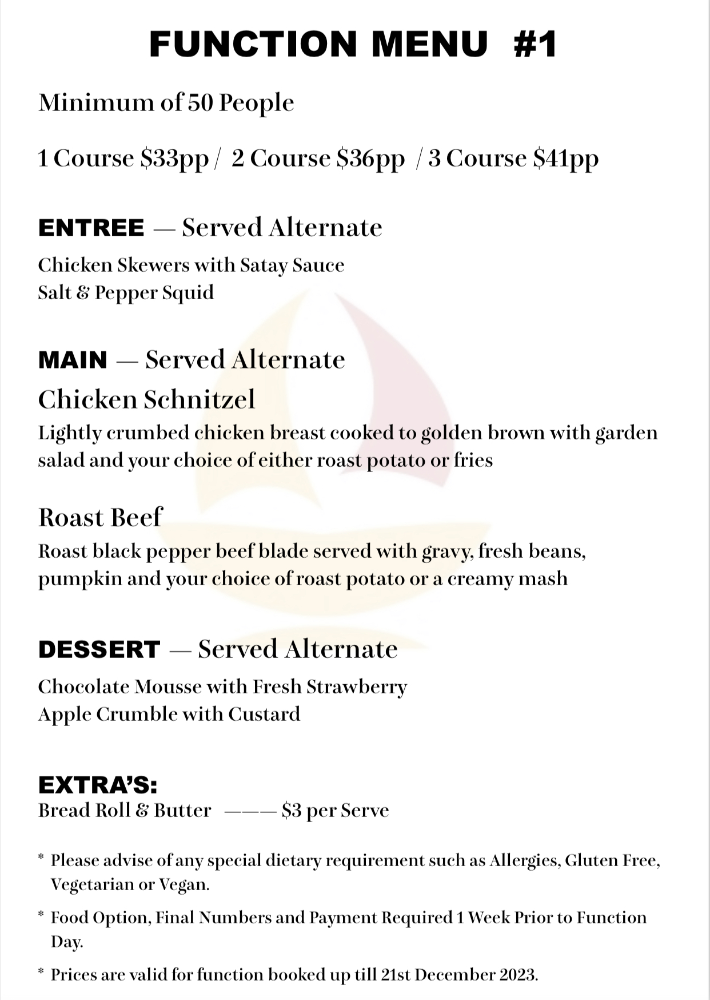 FUNCTION MENU #1
Minimum of 50 People
1 Course $33pp / 2 Course $36pp / 3 Course $41pp
ENTREE — Served Alternate
Chicken Skewers with Satay Sauce
Salt & Pepper Squid
MAIN — Served Alternate
Chicken Schnitzel
Lightly crumbed chicken breast cooked to golden brown with garden
salad and your choice of either roast potato or fries
Roast Beef
Roast black pepper beef blade served with gravy, fresh beans,
pumpkin and your choice of roast potato or a creamy mash
DESSERT — Served Alternate
Chocolate Mousse with Fresh Strawberry
Apple Crumble with Custard
EXTRA’S:
Bread Roll & Butter ——— $3 per Serve
* Please advise of any special dietary requirement such as Allergies, Gluten Free,
Vegetarian or Vegan.
* Food Option, Final Numbers and Payment Required 1 Week Prior to Function
Day.
* Prices are valid for function booked up till 21st December 2023.